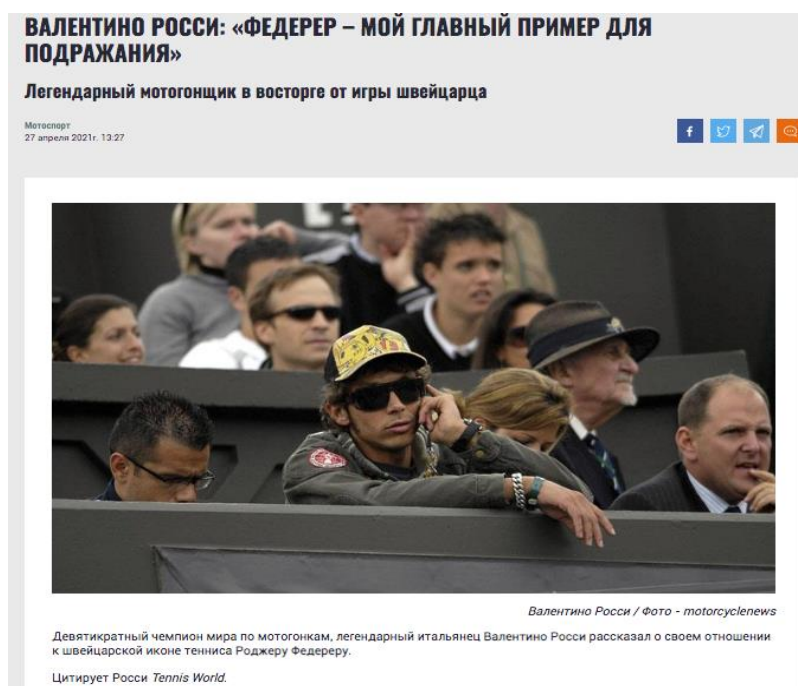 ВАЛЕНТИНО РОССИ: «ФЕДЕРЕР – МОЙ ГЛАВНЫЙ ПРИМЕР ДЛЯ
ПОДРАЖАНИЯ»
Легендарный мотогонщик в восторге от игры швейцарца
Мотоспорт
27 апреля 2021г. 13:27
Валентино Росси / Фото - motorcyclenews
Девятикратный чемпион мира по мотогонкам, легендарный итальянец Валентино Росси рассказал о своем отношении
к швейцарской иконе тенниса Роджеру Федереру.
Цитирует Росси Tennis World.